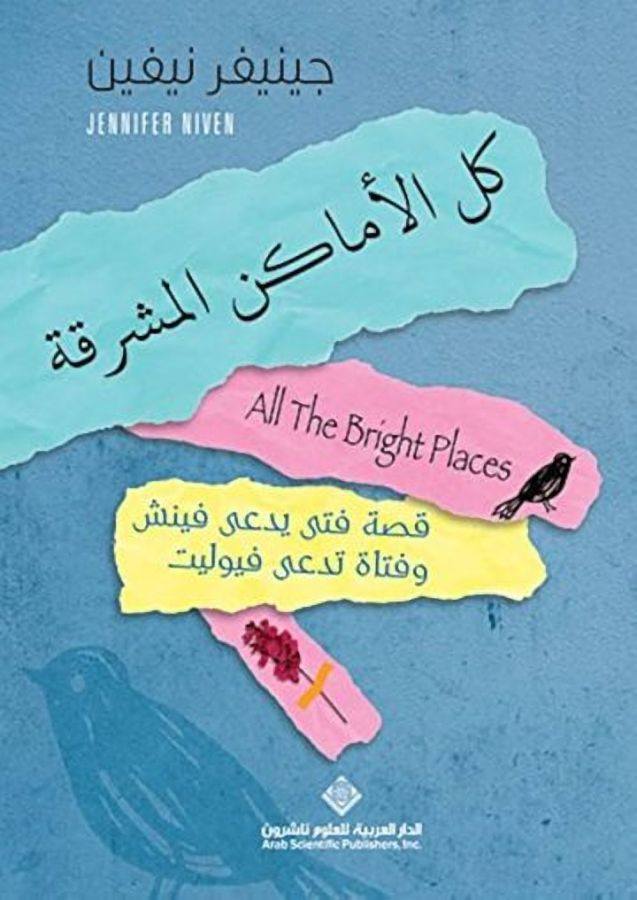 جينيفر نيفين
JENNIFER NIVEN
كل الأماكن المشرقة
All The Bright Places
قصة فتى يدعى فينش
وفتاة تدعى فيوليت
الدار العربية للعلوم ناشرون
Arab Scientific Publishers, Inc.